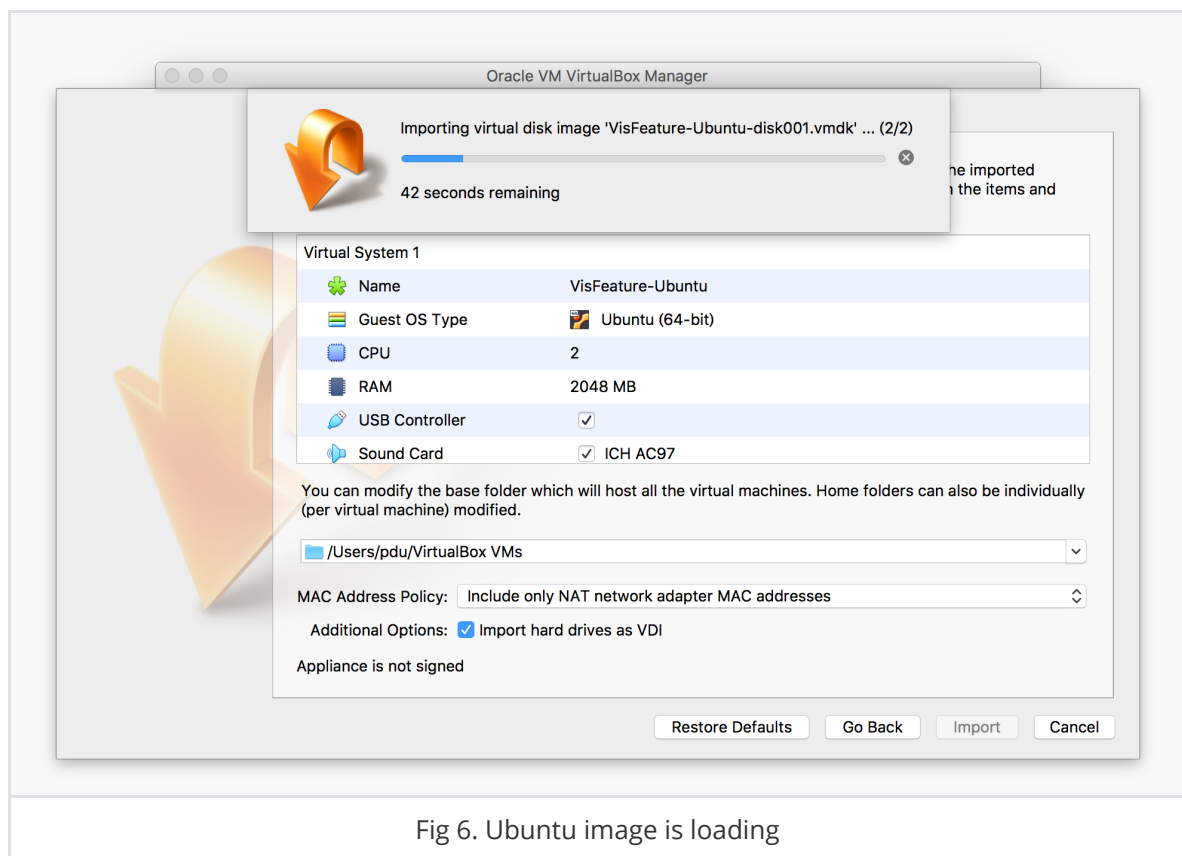 Oracle VM VirtualBox Manager
Importing virtual disk image 'VisFeature-Ubuntu-disk001.vmdk' ... (2/2)
42 seconds remaining
he imported
the items and
Virtual System 1
Name VisFeature-Ubuntu
Guest OS Type Ubuntu (64-bit)
CPU 2
RAM 2048 MB
USB Controller
Sound Card ICH AC97
You can modify the base folder which will host all the virtual machines. Home folders can also be individually
(per virtual machine) modified.
/Users/pdu/VirtualBox VMs
MAC Address Policy: Include only NAT network adapter MAC addresses
Additional Options: Import hard drives as VDI
Appliance is not signed
Restore Defaults Go Back Import Cancel
Fig 6. Ubuntu image is loading